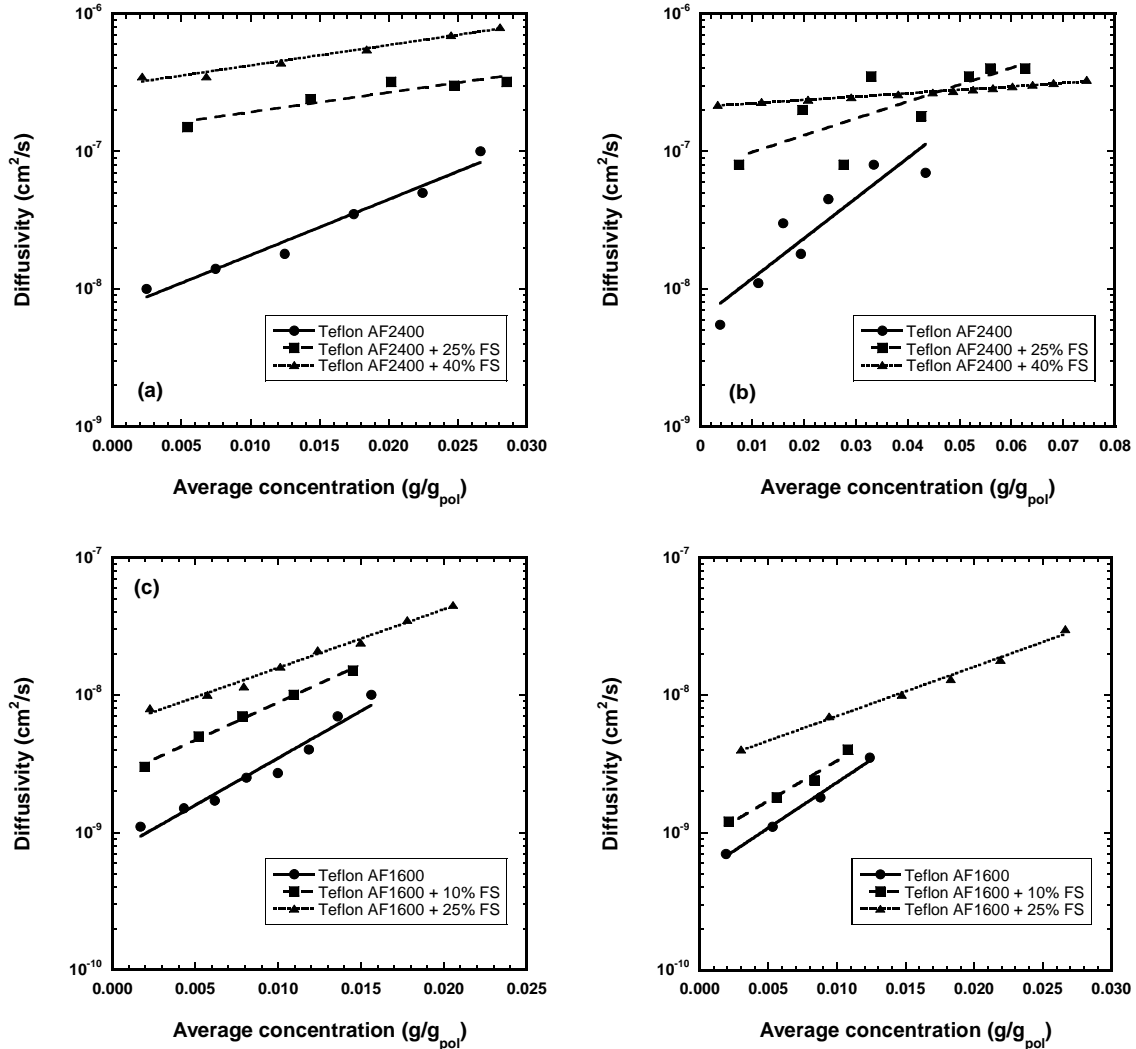 10⁻⁶
10⁻⁷
10⁻⁸
10⁻⁹
Diffusivity (cm²/s)
Teflon AF2400
Teflon AF2400 + 25% FS
Teflon AF2400 + 40% FS
(a)
0.000 0.005 0.010 0.015 0.020 0.025 0.030
Average concentration (g/g_pol)
10⁻⁶
10⁻⁷
10⁻⁸
10⁻⁹
Diffusivity (cm²/s)
Teflon AF2400
Teflon AF2400 + 25% FS
Teflon AF2400 + 40% FS
(b)
0 0.01 0.02 0.03 0.04 0.05 0.06 0.07 0.08
Average concentration (g/g_pol)
10⁻⁷
10⁻⁸
10⁻⁹
10⁻¹⁰
Diffusivity (cm²/s)
(c)
Teflon AF1600
Teflon AF1600 + 10% FS
Teflon AF1600 + 25% FS
0.000 0.005 0.010 0.015 0.020 0.025
Average concentration (g/g_pol)
10⁻⁷
10⁻⁸
10⁻⁹
10⁻¹⁰
Diffusivity (cm²/s)
Teflon AF1600
Teflon AF1600 + 10% FS
Teflon AF1600 + 25% FS
0.000 0.005 0.010 0.015 0.020 0.025 0.030
Average concentration (g/g_pol)